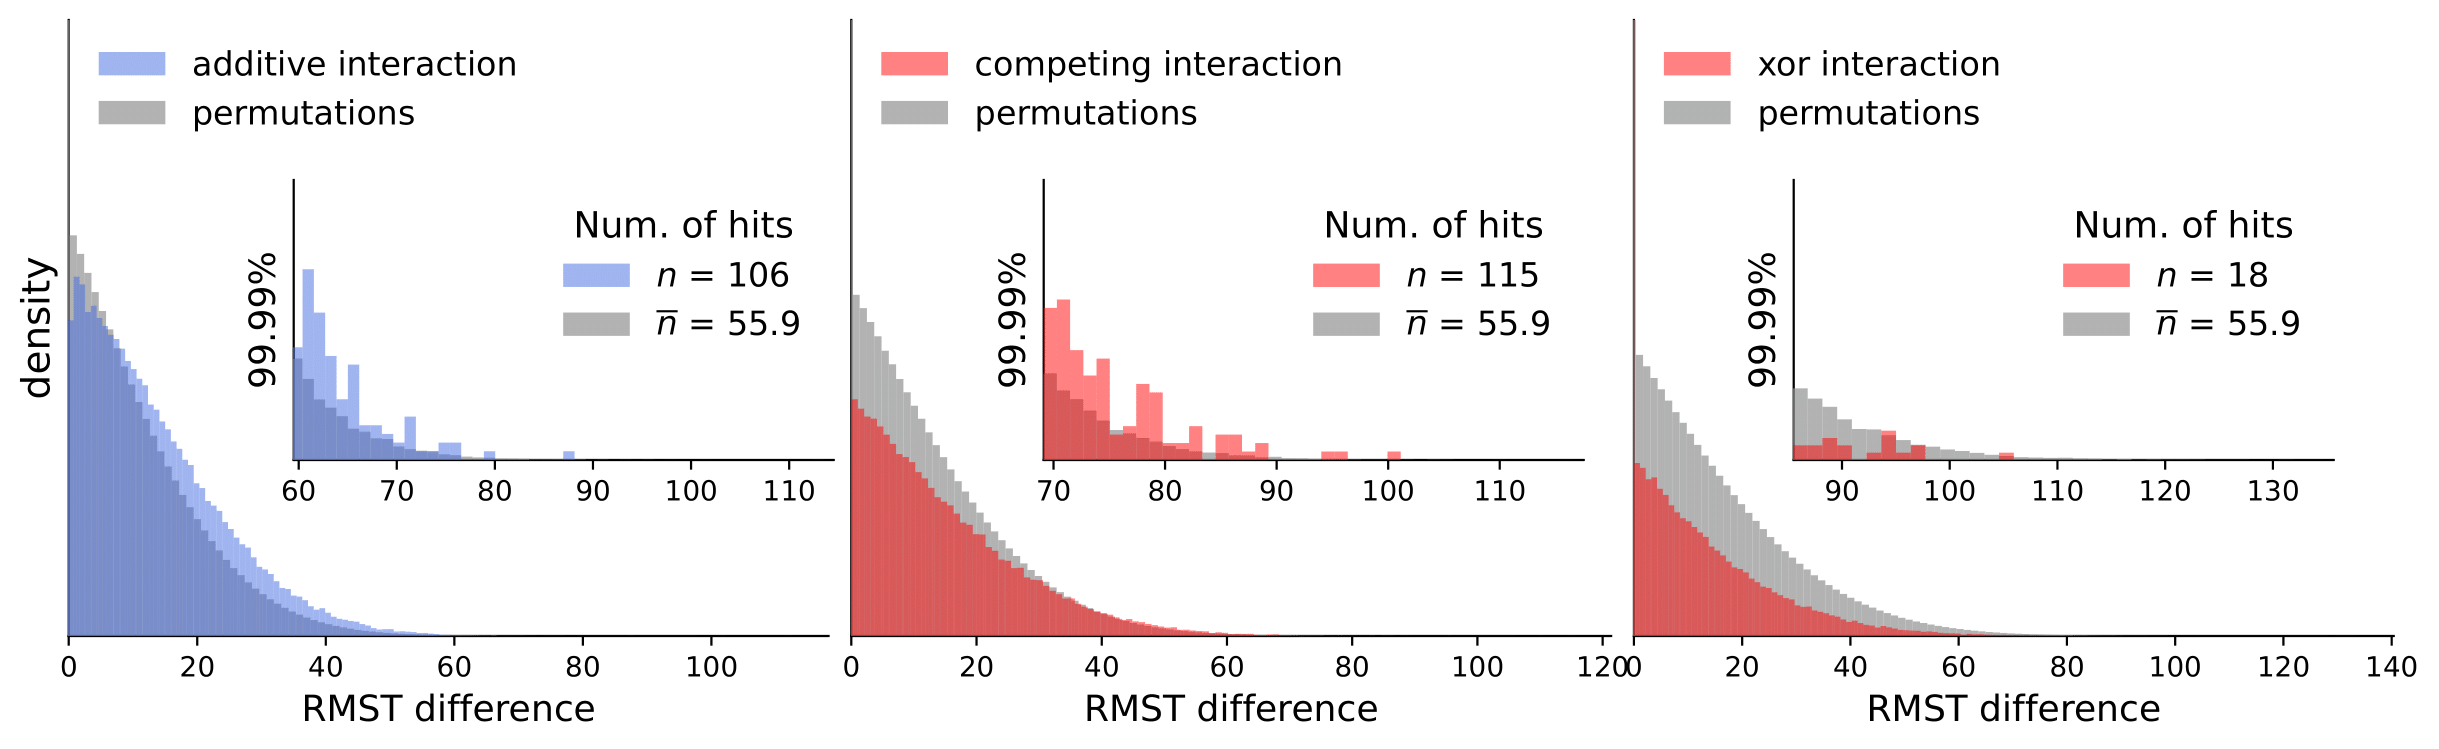 density
additive interaction
permutations
99.99%
Num. of hits
n = 106
n̅ = 55.9
60 70 80 90 100 110
0 20 40 60 80 100
RMST difference
competing interaction
permutations
99.99%
Num. of hits
n = 115
n̅ = 55.9
70 80 90 100 110
0 20 40 60 80 100 120
RMST difference
xor interaction
permutations
99.99%
Num. of hits
n = 18
n̅ = 55.9
90 100 110 120 130
0 20 40 60 80 100 120 140
RMST difference